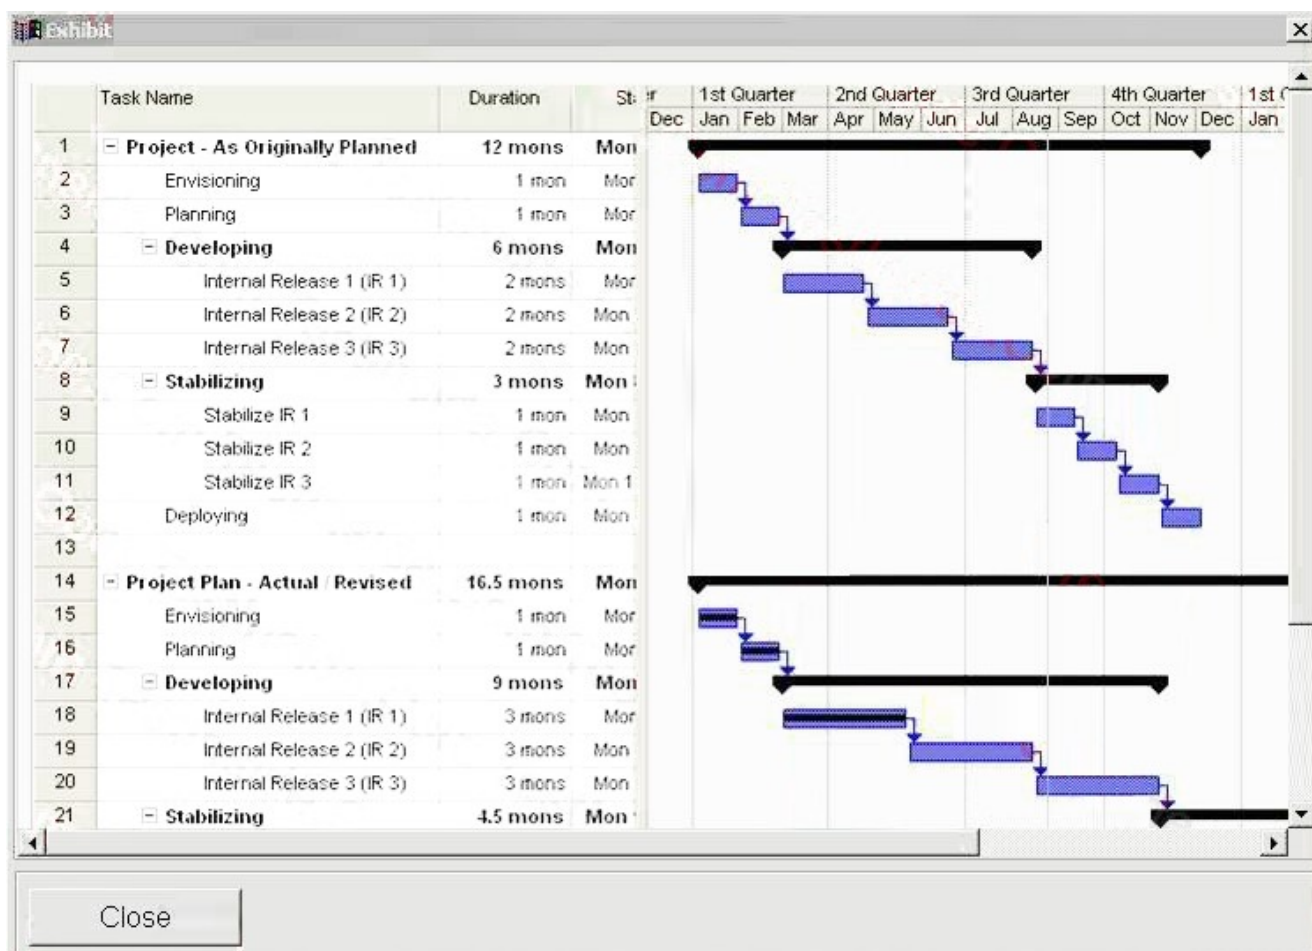 Exhibit
Task Name Duration 1st Quarter 2nd Quarter 3rd Quarter 4th Quarter
Dec Jan Feb Mar Apr May Jun Jul Aug Sep Oct Nov Dec Jan
1 Project - As Originally Planned 12 mons Mon
2 Envisioning 1 mon Mon
3 Planning 1 mon Mon
4 Developing 6 mons Mon
5 Internal Release 1 (IR 1) 2 mons Mon
6 Internal Release 2 (IR 2) 2 mons Mon
7 Internal Release 3 (IR 3) 2 mons Mon
8 Stabilizing 3 mons Mon
9 Stabilize IR 1 1 mon Mon
10 Stabilize IR 2 1 mon Mon
11 Stabilize IR 3 1 mon Mon 1
12 Deploying 1 mon Mon
13
14 Project Plan - Actual / Revised 16.5 mons Mon
15 Envisioning 1 mon Mon
16 Planning 1 mon Mon
17 Developing 9 mons Mon
18 Internal Release 1 (IR 1) 3 mons Mon
19 Internal Release 2 (IR 2) 3 mons Mon
20 Internal Release 3 (IR 3) 3 mons Mon
21 Stabilizing 4.5 mons Mon
Close